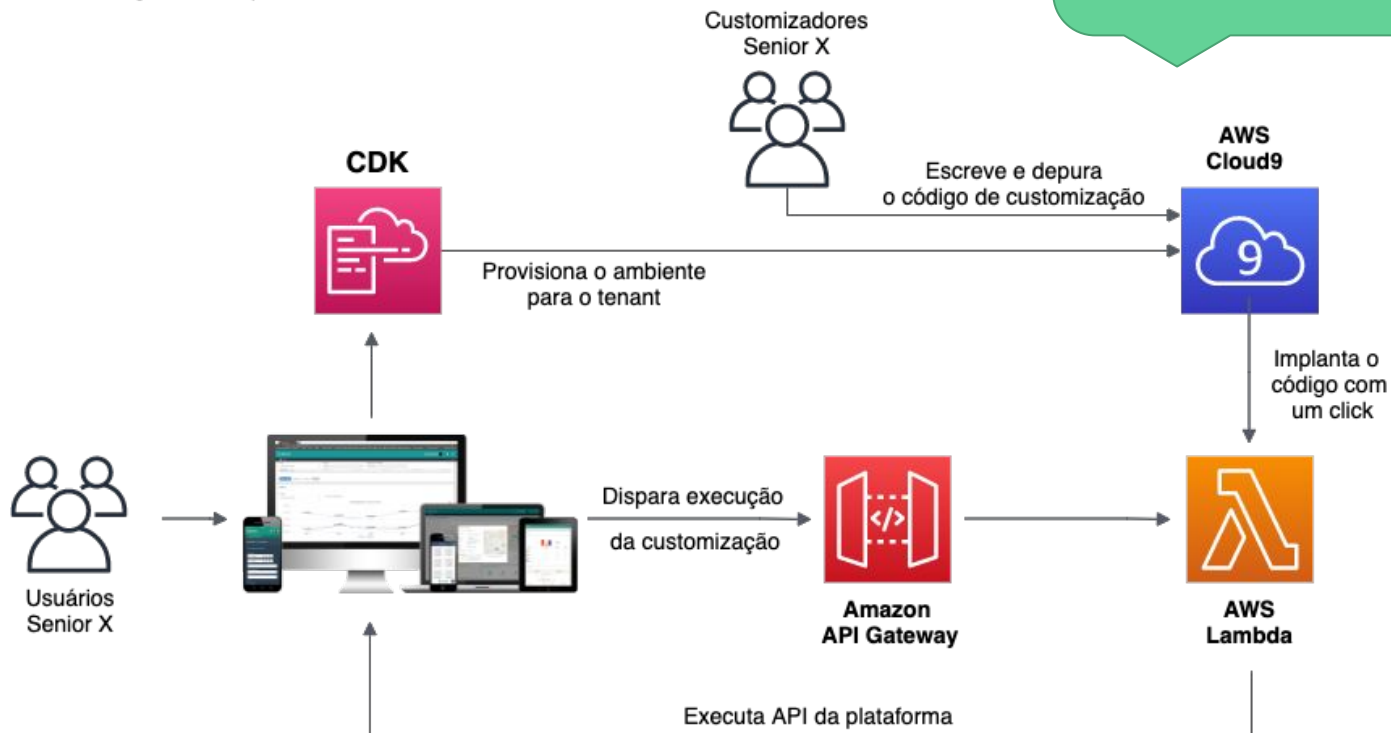 Customizadores
Senior X
CDK
AWS
Cloud9
Escreve e depura
o código de customização
9
Provisiona o ambiente
para o tenant
Implanta o
código com
um click
Dispara execução
da customização
</>
Usuários
Senior X
Amazon
API Gateway
AWS
Lambda
Executa API da plataforma